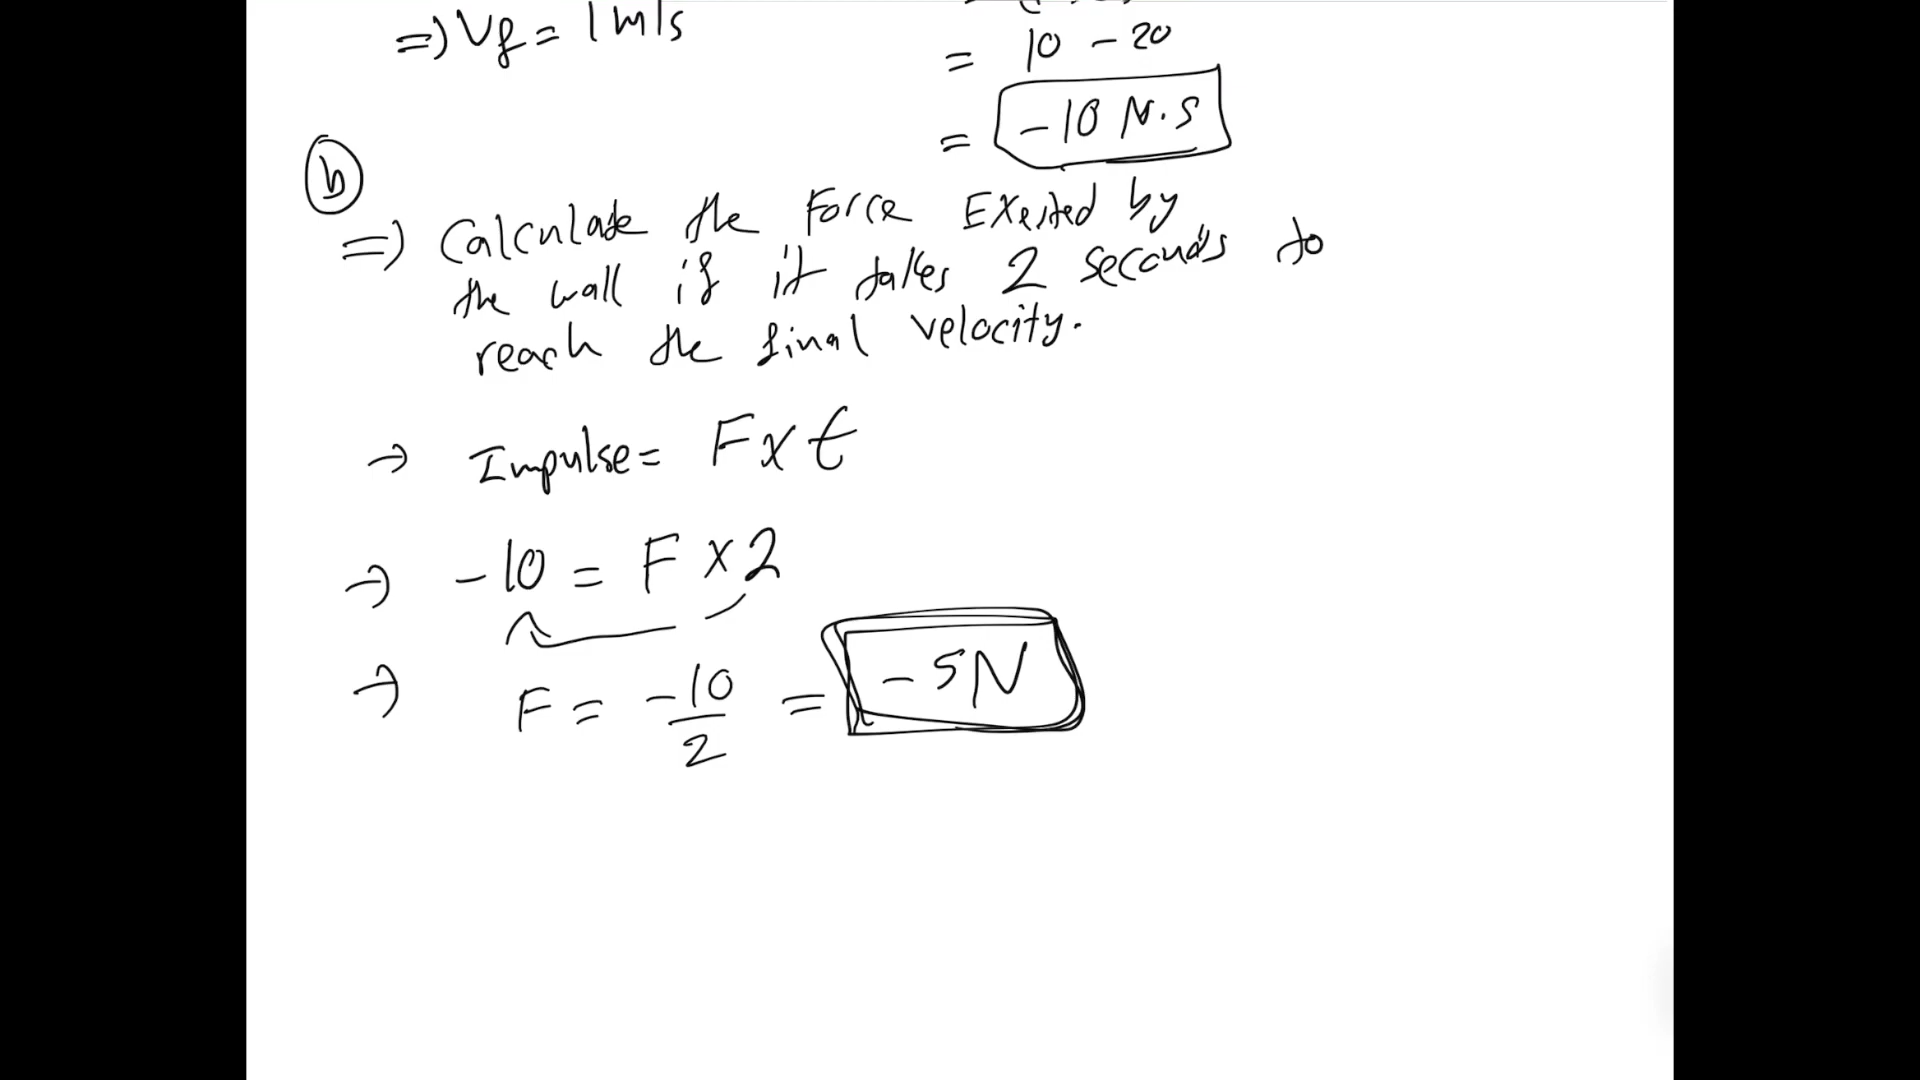 => Vf = 1 m/s
= 10 - 20
= -10 N.S
b
=> Calculate the Force Exerted by
the wall if it takes 2 seconds to
reach the final velocity.
→ Impulse = F x t
→ -10 = F x 2
→ F = -10/2 = -5N